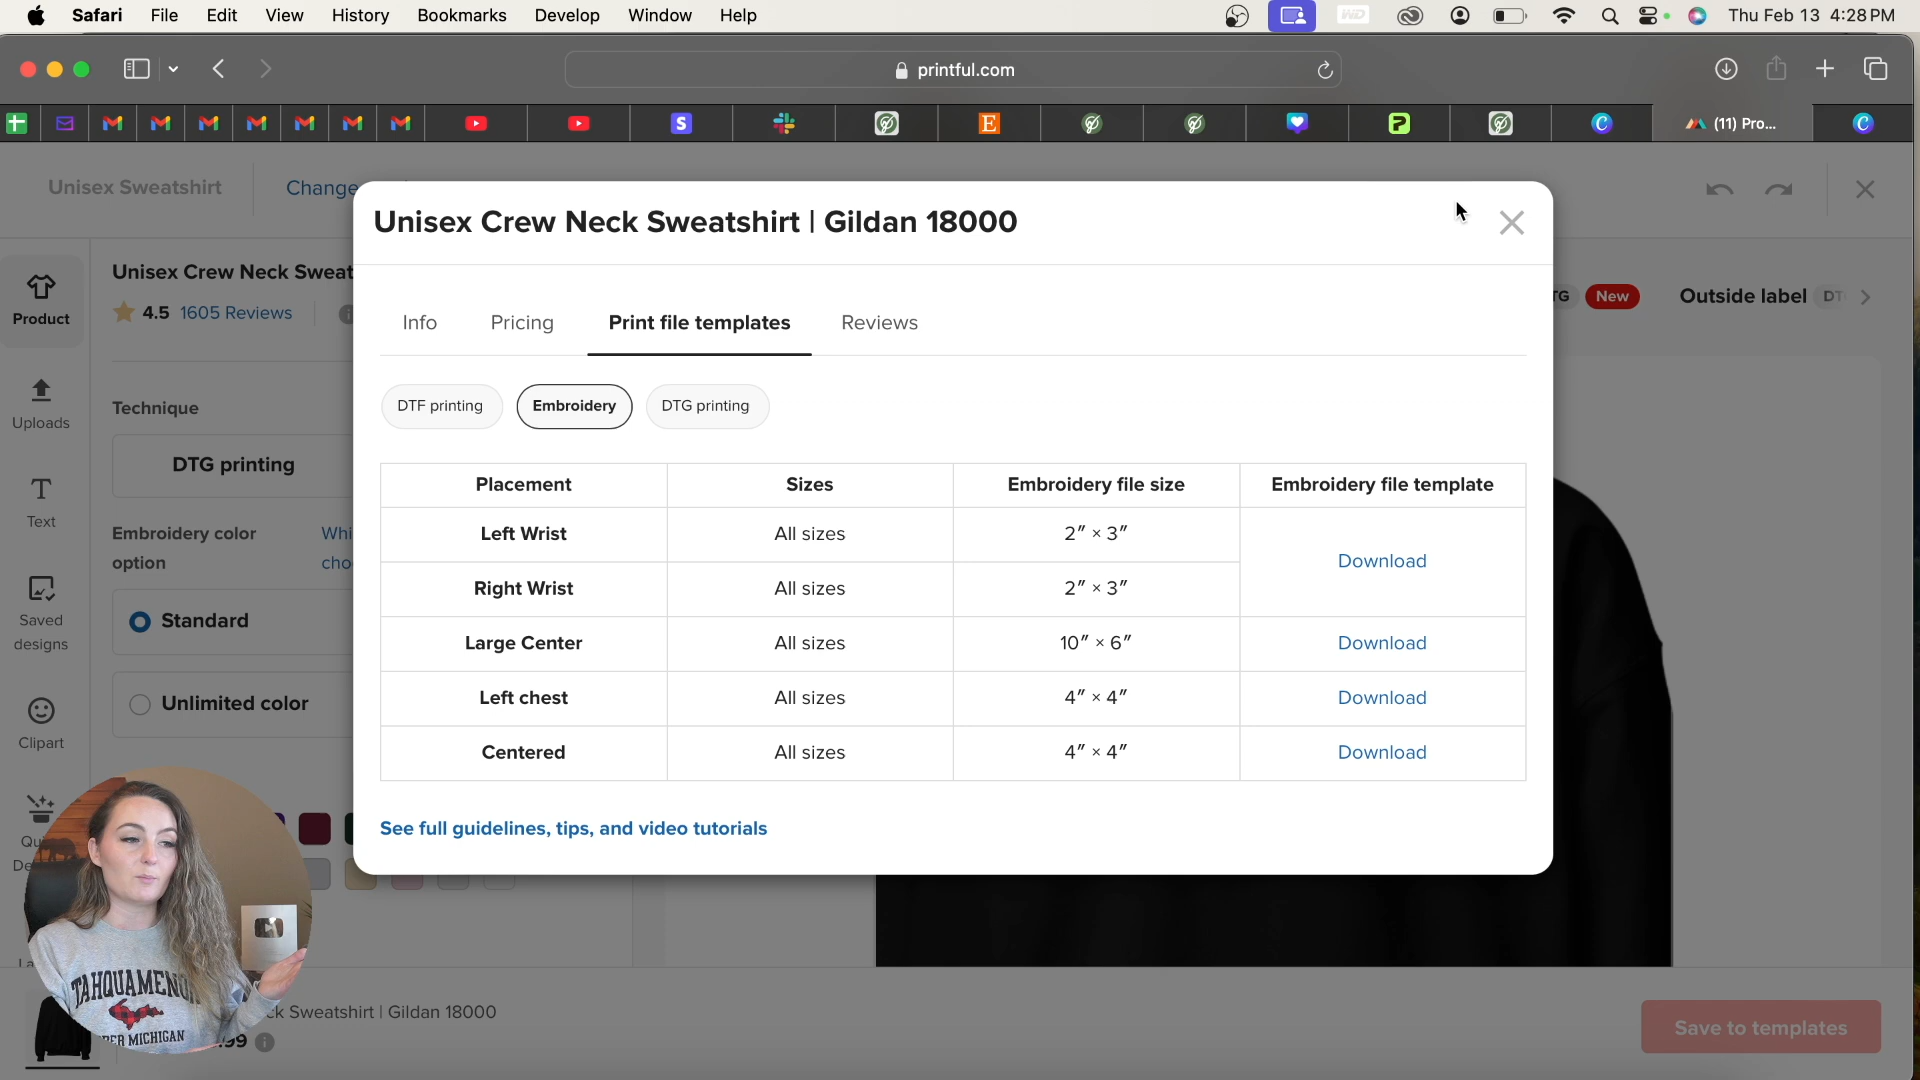 Safari File Edit View History Bookmarks Develop Window Help
Thu Feb 13 4:28 PM
printful.com
(11) Pro...
Unisex Sweatshirt
Change
Unisex Crew Neck Sweatshirt | Gildan 18000
Product
Uploads
Text
Saved
designs
Clipart
Unisex Crew Neck Sweat
4.5 1605 Reviews
Technique
DTG printing
Embroidery color
option
Standard
Unlimited color
Info Pricing Print file templates Reviews
DTF printing Embroidery DTG printing
Placement Sizes Embroidery file size Embroidery file template
Left Wrist All sizes 2″ × 3″ Download
Right Wrist All sizes 2″ × 3″
Large Center All sizes 10″ × 6″ Download
Left chest All sizes 4″ × 4″ Download
Centered All sizes 4″ × 4″ Download
See full guidelines, tips, and video tutorials
TG New Outside label DT
TAHQUAMENO
PER MICHIGAN
ck Sweatshirt | Gildan 18000
.99
Save to templates